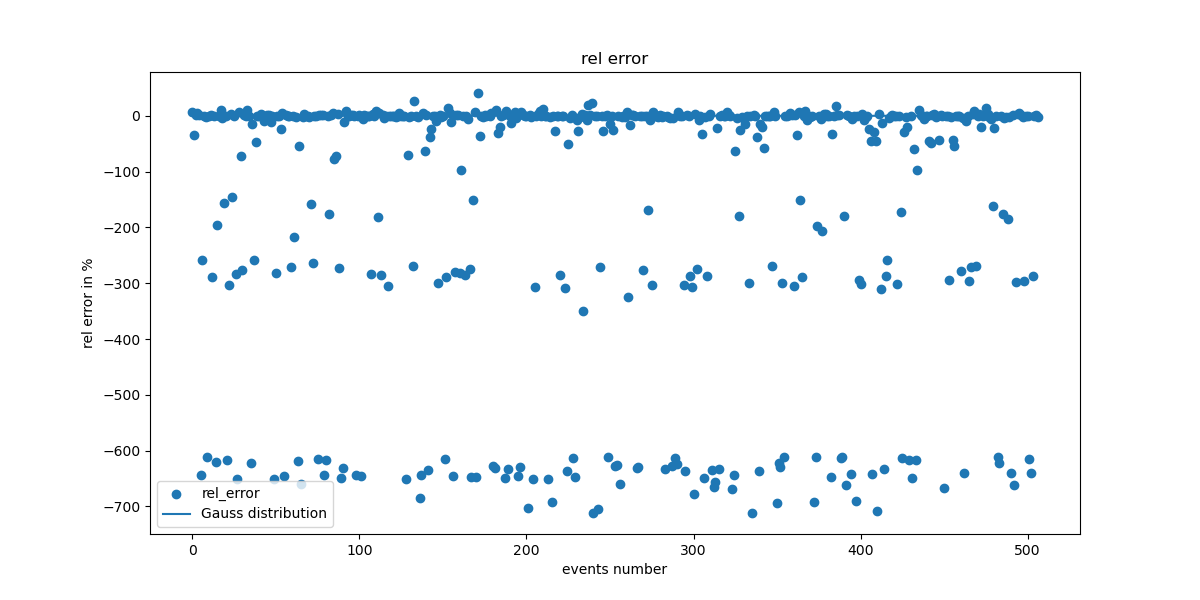 rel error
0
−100
−200
−300
−400
−500
−600
−700
rel error in %
rel_error
Gauss distribution
0
100
200
300
400
500
events number